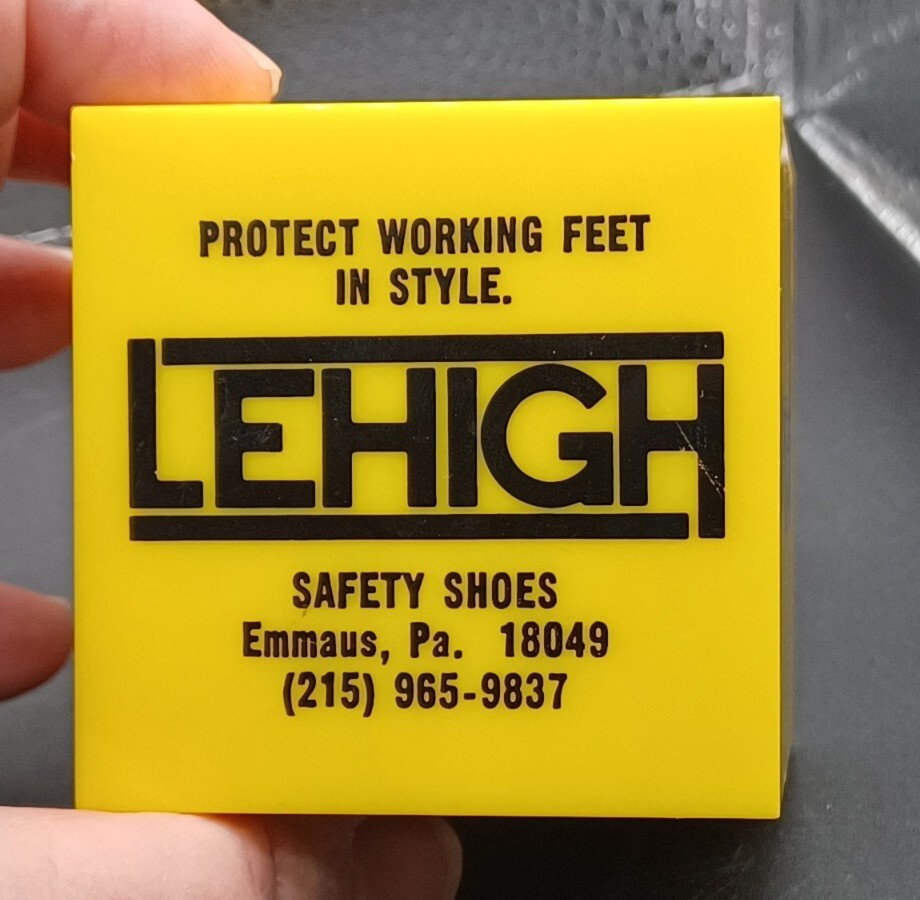 PROTECT WORKING FEET
IN STYLE.
LEHIGH
SAFETY SHOES
Emmaus, Pa. 18049
(215) 965-9837